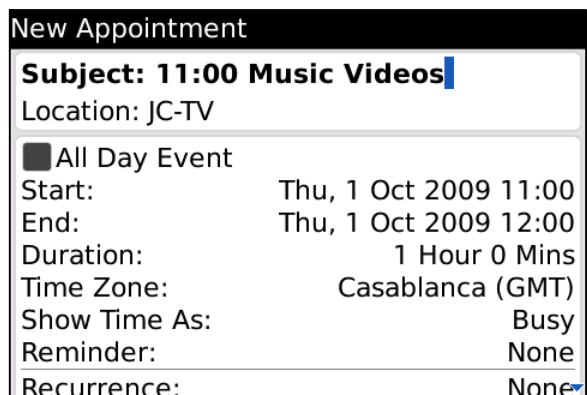 New Appointment
Subject: 11:00 Music Videos
Location: JC-TV
All Day Event
Start: Thu, 1 Oct 2009 11:00
End: Thu, 1 Oct 2009 12:00
Duration: 1 Hour 0 Mins
Time Zone: Casablanca (GMT)
Show Time As: Busy
Reminder: None
Recurrence: None